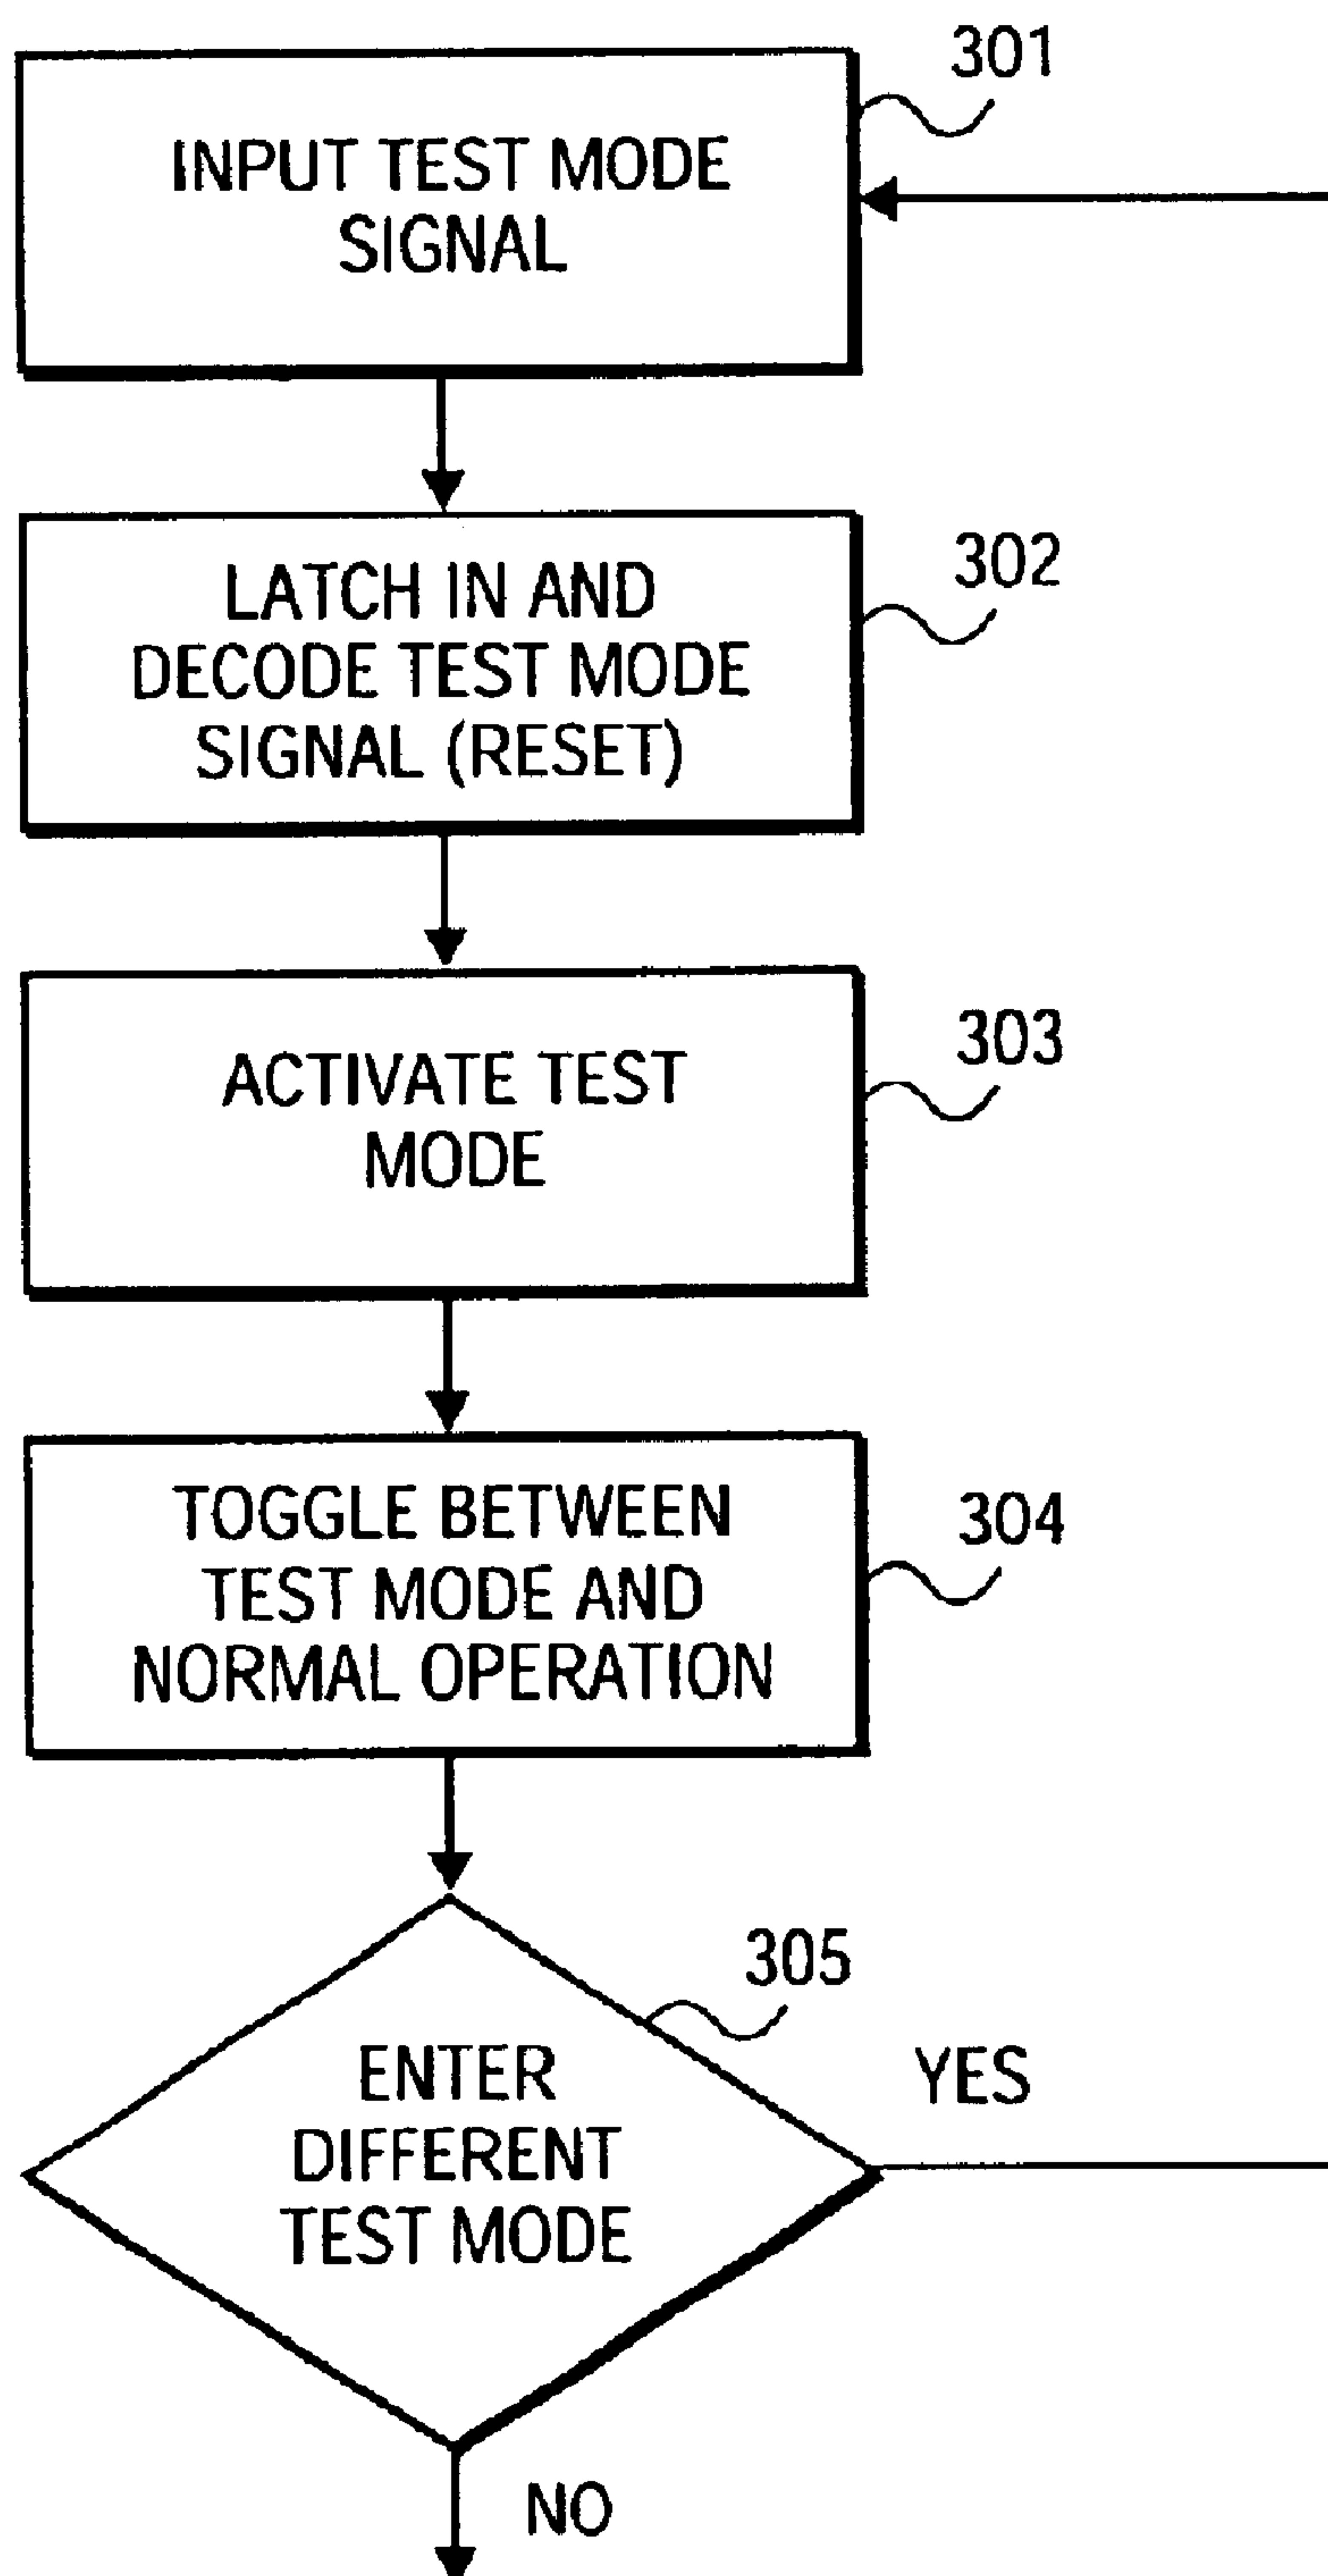 301
INPUT TEST MODE
SIGNAL
302
LATCH IN AND
DECODE TEST MODE
SIGNAL (RESET)
303
ACTIVATE TEST
MODE
304
TOGGLE BETWEEN
TEST MODE AND
NORMAL OPERATION
305
ENTER
DIFFERENT
TEST MODE
YES
NO